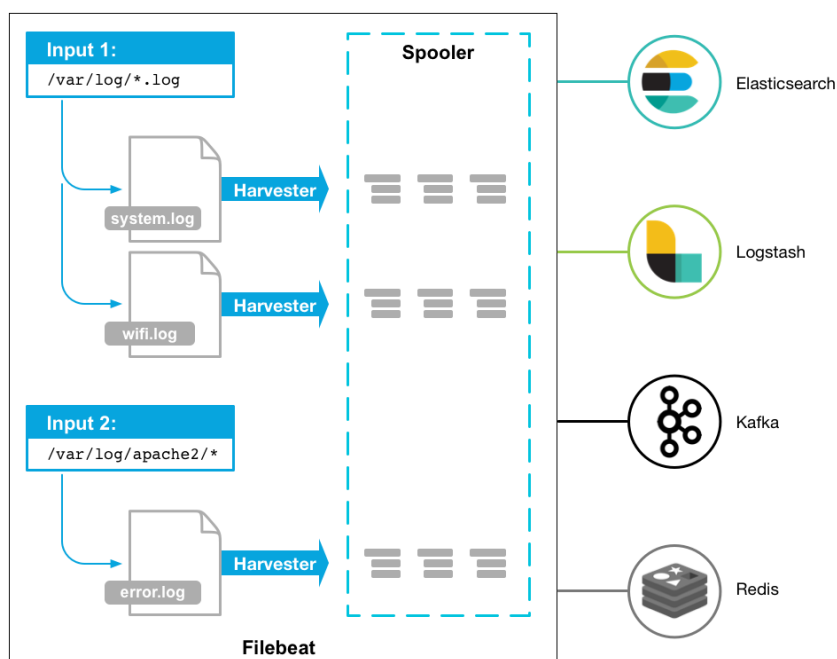 Input 1:
/var/log/*.log
Spooler
system.log
Harvester
wifi.log
Harvester
Input 2:
/var/log/apache2/*
error.log
Harvester
Filebeat
Elasticsearch
Logstash
Kafka
Redis